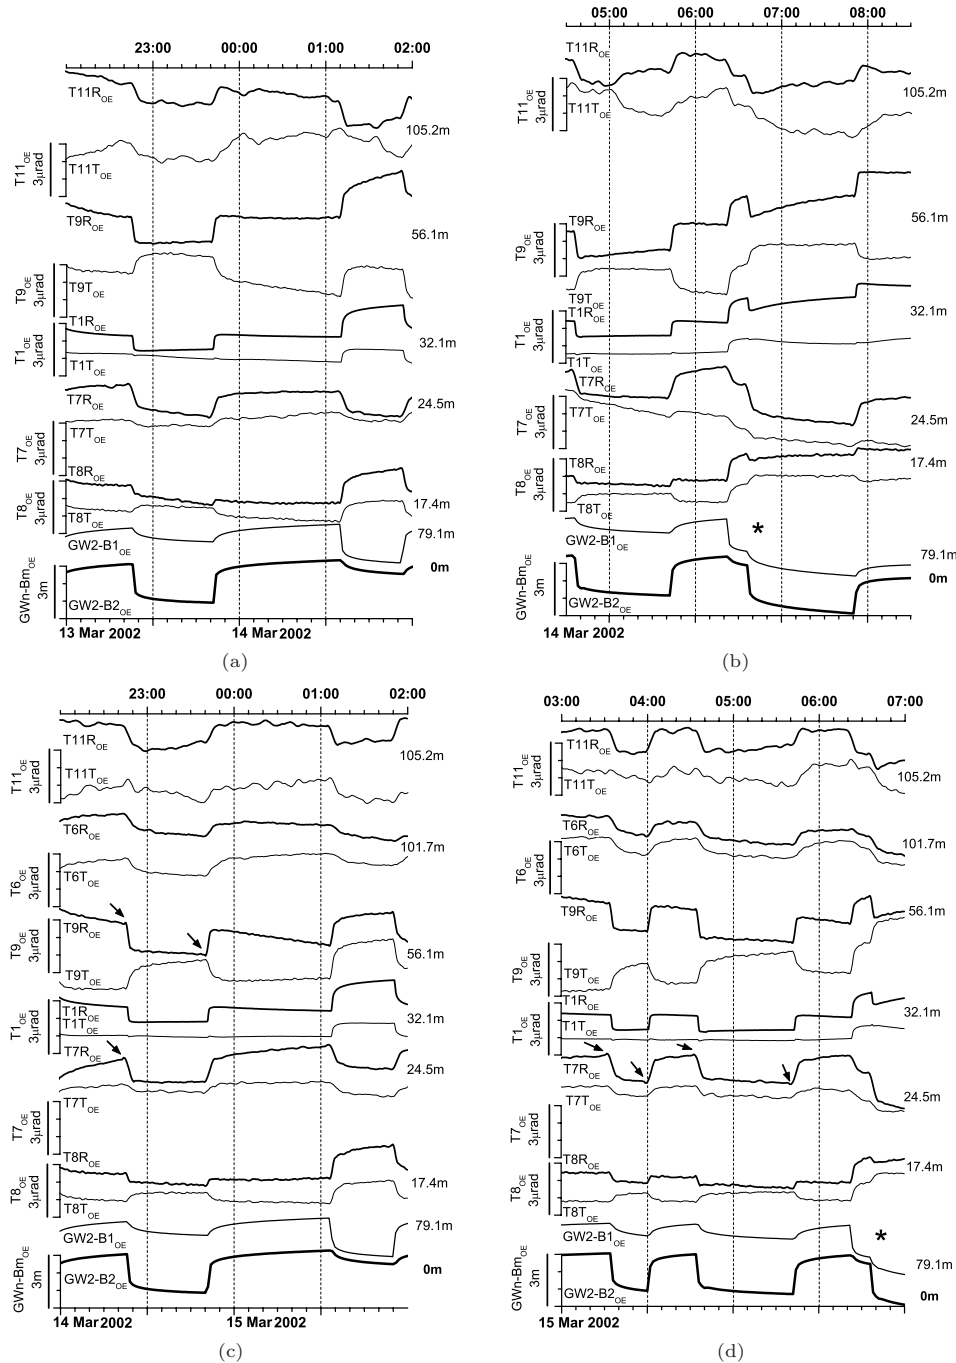 (a)
23:00 00:00 01:00 02:00
T11R_OE
105.2m
T11_OE 3μrad
T11T_OE
T9R_OE
56.1m
T9_OE 3μrad
T9T_OE
T1R_OE
32.1m
T1_OE 3μrad
T1T_OE
T7R_OE
24.5m
T7T_OE
T7_OE 3μrad
T8R_OE
T8_OE 3μrad
17.4m
T8T_OE
79.1m
GW2-B1_OE
0m
GWn-Bm_OE 3m
GW2-B2_OE
13 Mar 2002 14 Mar 2002
(a)
(b)
05:00 06:00 07:00 08:00
T11R_OE
105.2m
T11_OE 3μrad
T11T_OE
T9R_OE
56.1m
T9_OE 3μrad
T9T_OE
T1R_OE
32.1m
T1_OE 3μrad
T1T_OE
T7R_OE
T7T_OE
24.5m
T7_OE 3μrad
T8R_OE
17.4m
T8_OE 3μrad
T8T_OE
*
GW2-B1_OE
79.1m
0m
GWn-Bm_OE 3m
GW2-B2_OE
14 Mar 2002
(b)
23:00 00:00 01:00 02:00
T11R_OE
105.2m
T11_OE 3μrad
T11T_OE
T6R_OE
101.7m
T6T_OE
T6_OE 3μrad
T9R_OE
56.1m
T9_OE 3μrad
T9T_OE
T1R_OE
32.1m
T1T_OE
T1_OE 3μrad
T7R_OE
24.5m
T7T_OE
T7_OE 3μrad
T8R_OE
17.4m
T8_OE 3μrad
T8T_OE
79.1m
GW2-B1_OE
0m
GWn-Bm_OE 3m
GW2-B2_OE
14 Mar 2002 15 Mar 2002
(c)
03:00 04:00 05:00 06:00 07:00
T11R_OE
105.2m
T11_OE 3μrad
T11T_OE
T6R_OE
101.7m
T6T_OE
T6_OE 3μrad
T9R_OE
56.1m
T9_OE 3μrad
T9T_OE
T1R_OE
32.1m
T1T_OE
T1_OE 3μrad
T7R_OE
24.5m
T7T_OE
T7_OE 3μrad
T8R_OE
17.4m
T8_OE 3μrad
T8T_OE
*
GW2-B1_OE
79.1m
0m
GWn-Bm_OE 3m
GW2-B2_OE
15 Mar 2002
(d)